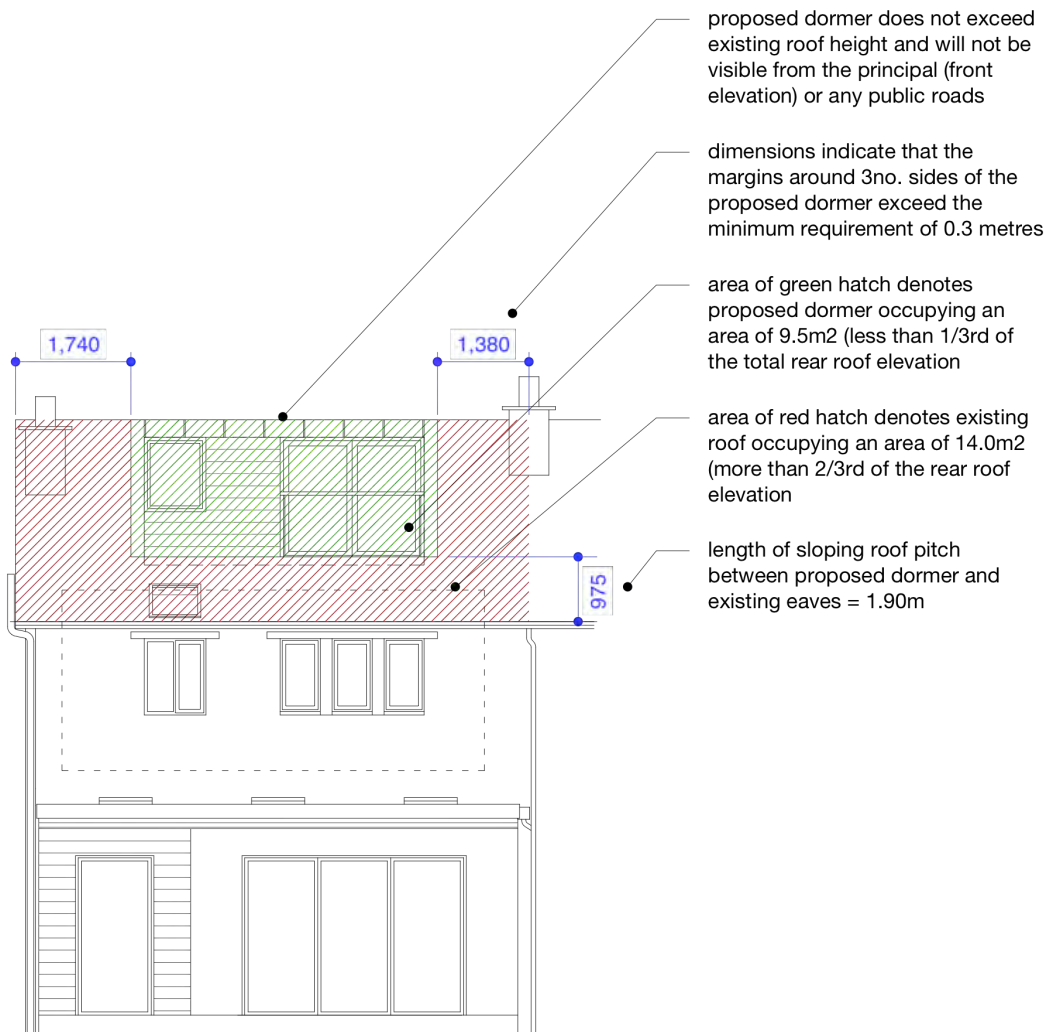 proposed dormer does not exceed
existing roof height and will not be
visible from the principal (front
elevation) or any public roads
dimensions indicate that the
margins around 3no. sides of the
proposed dormer exceed the
minimum requirement of 0.3 metres
area of green hatch denotes
proposed dormer occupying an
area of 9.5m2 (less than 1/3rd of
the total rear roof elevation
1,740
1,380
area of red hatch denotes existing
roof occupying an area of 14.0m2
(more than 2/3rd of the rear roof
elevation
length of sloping roof pitch
between proposed dormer and
existing eaves = 1.90m
975